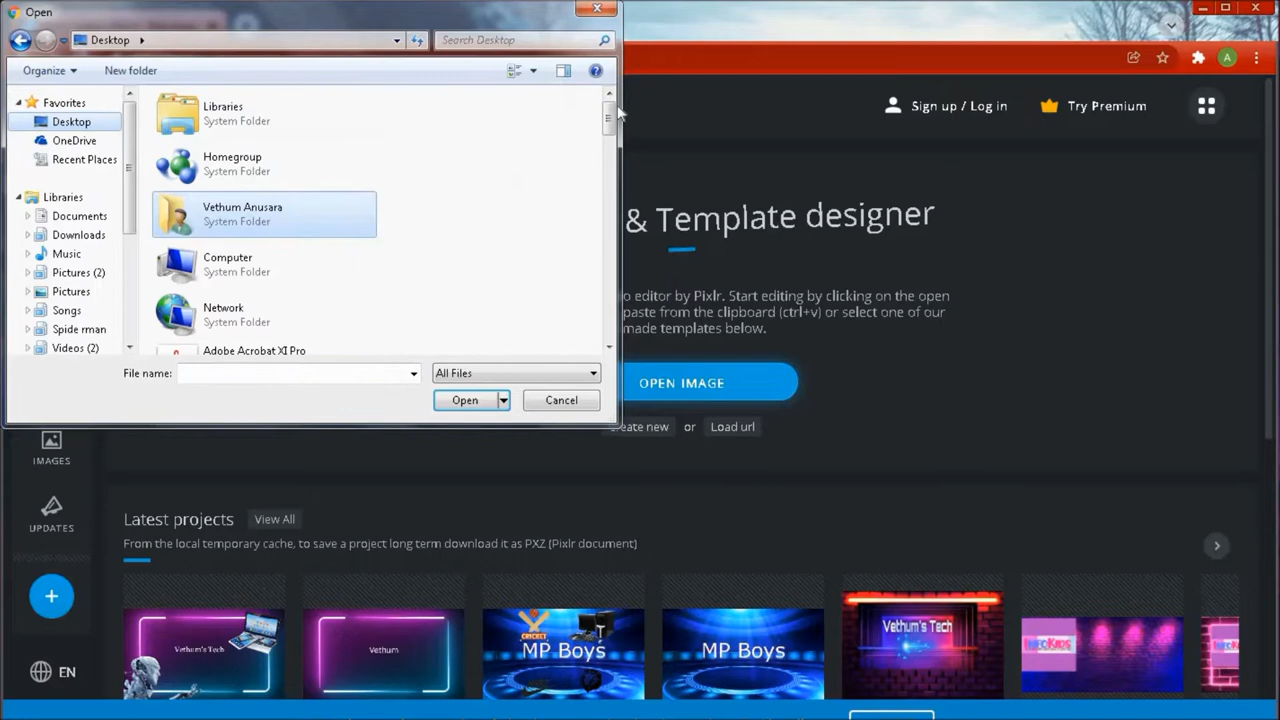 Open
Desktop
Search Desktop
Organize
New folder
Favorites
Desktop
OneDrive
Recent Places
Libraries
Documents
Downloads
Music
Pictures (2)
Pictures
Songs
Spide rman
Videos (2)
Libraries
System Folder
Homegroup
System Folder
Vethum Anusara
System Folder
Computer
System Folder
Network
System Folder
Adobe Acrobat XI Pro
File name:
All Files
Open
Cancel
A
Sign up / Log in
Try Premium
& Template designer
o editor by Pixlr. Start editing by clicking on the open
paste from the clipboard (ctrl+v) or select one of our
made templates below.
OPEN IMAGE
Create new or Load url
IMAGES
UPDATES
EN
Latest projects
View All
From the local temporary cache, to save a project long term download it as PXZ (Pixlr document)
Vethum's Tech
Vethum
CRICKET
MP Boys
MP Boys
Vethum's Tech
INFOKIDS